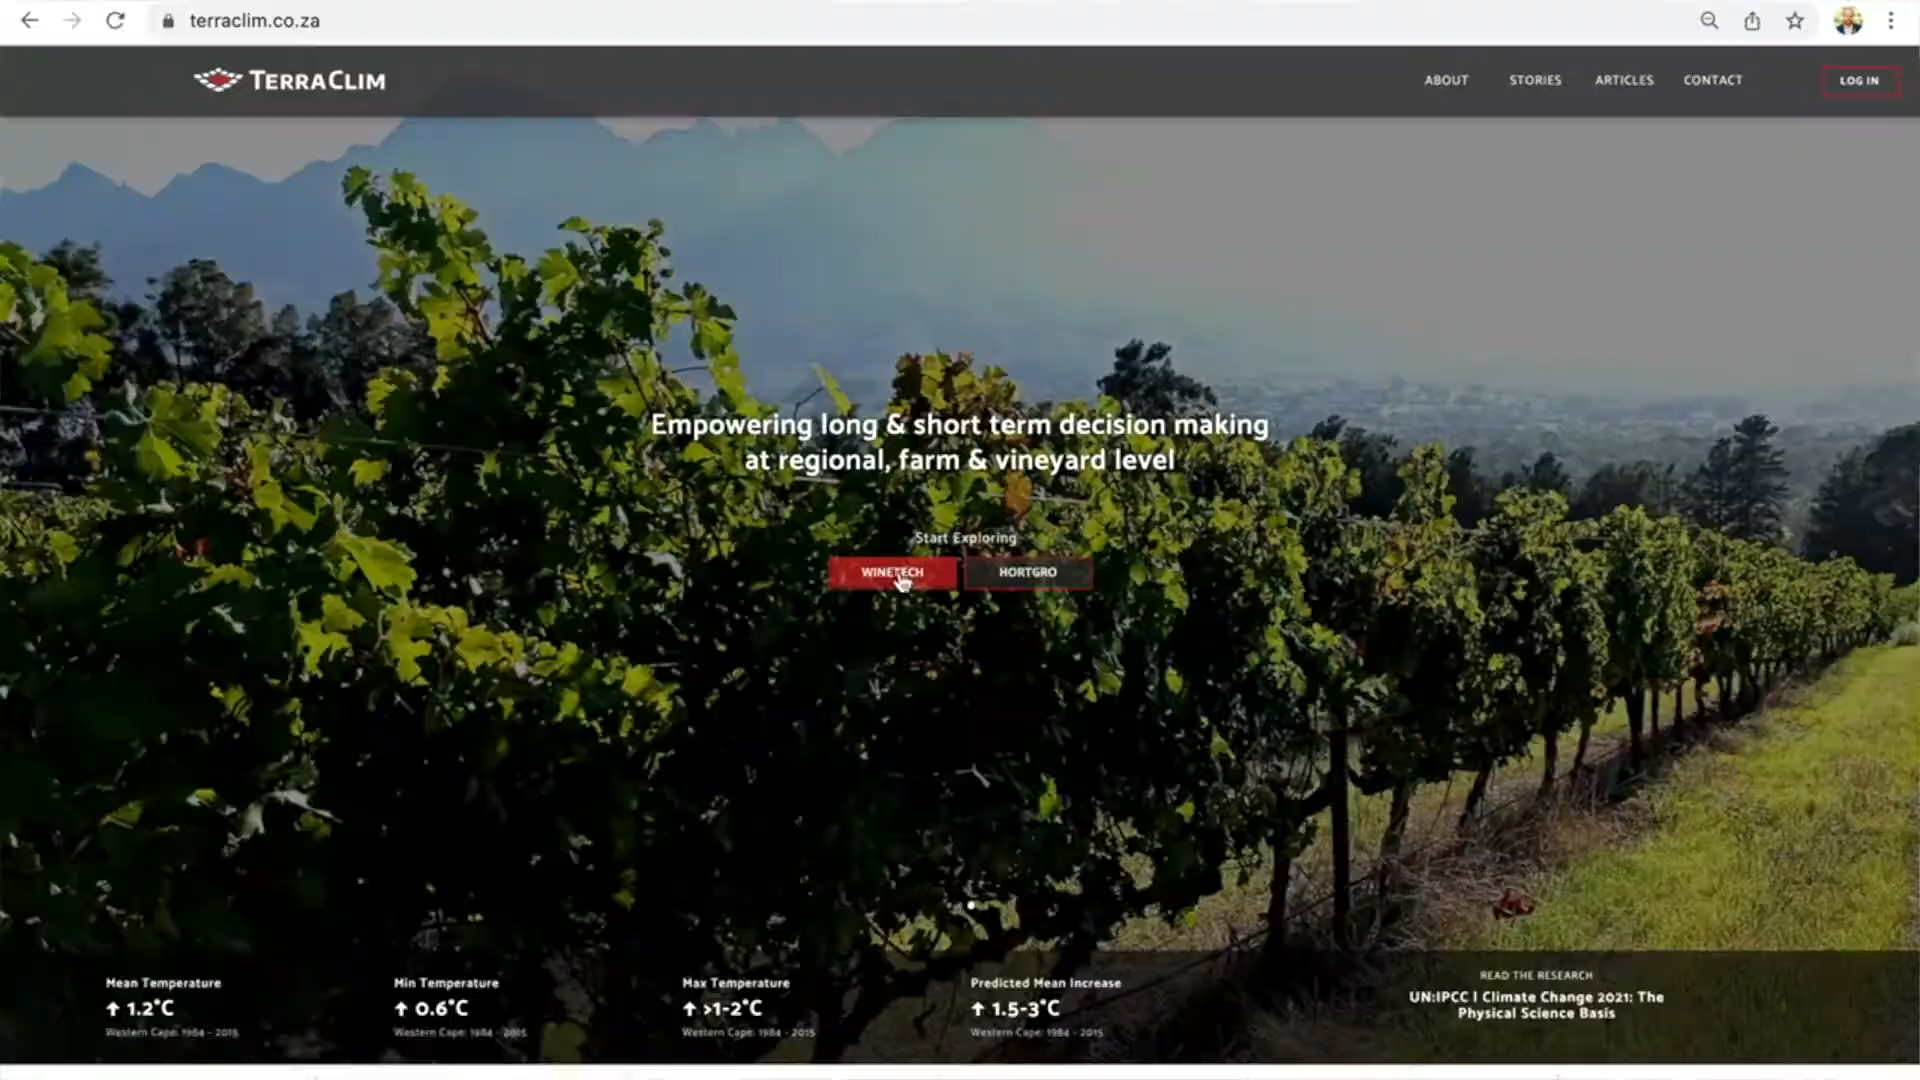 terraclim.co.za
TERRACLIM
ABOUT
STORIES
ARTICLES
CONTACT
LOG IN
Empowering long & short term decision making
at regional, farm & vineyard level
Start Exploring
WINETECH
HORTGRO
Mean Temperature
1.2°C
Western Cape: 1984 - 2015
Min Temperature
0.6°C
Western Cape: 1984 - 2015
Max Temperature
>1-2°C
Western Cape: 1984 - 2015
Predicted Mean Increase
1.5-3°C
Western Cape: 1984 - 2015
READ THE RESEARCH
UN:IPCC | Climate Change 2021: The
Physical Science Basis